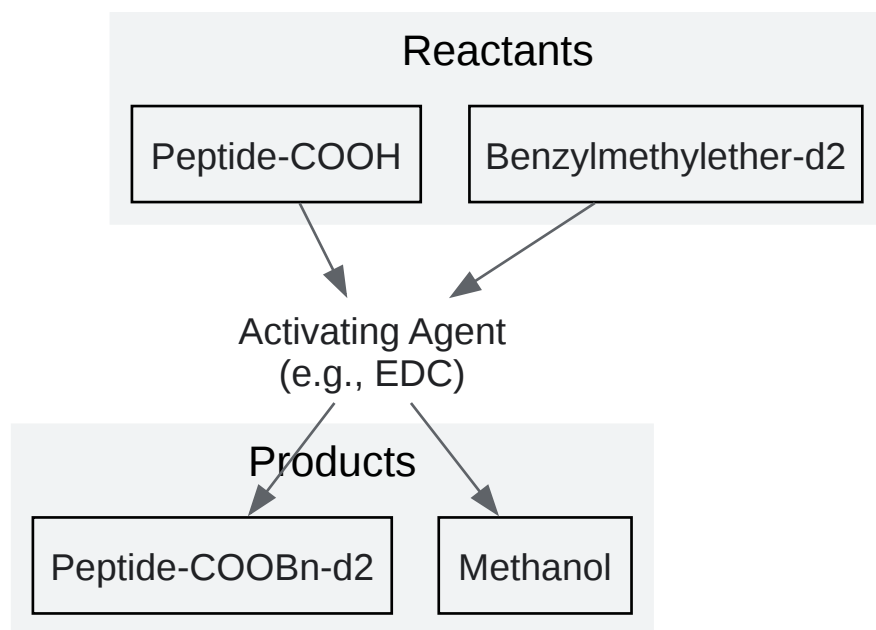 Reactants
Peptide-COOH
Benzylmethylether-d2
Activating Agent
(e.g., EDC)
Products
Peptide-COOBn-d2
Methanol